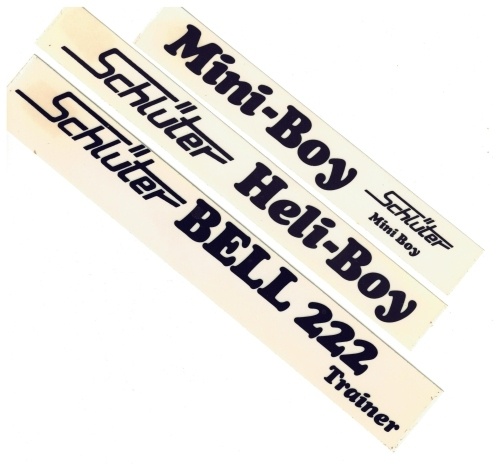 Mini-Boy
Schlüter
Mini Boy
Schlüter Heli-Boy
Schlüter BELL 222
Trainer